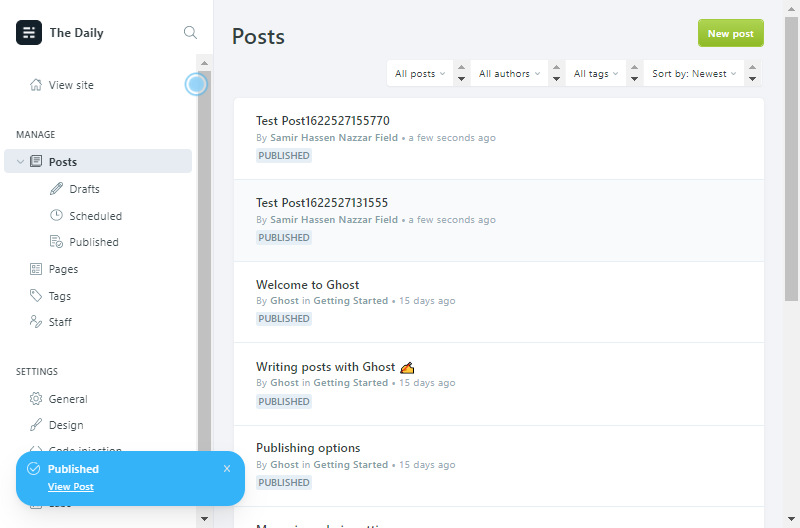 The Daily
View site
MANAGE
Posts
Drafts
Scheduled
Published
Pages
Tags
Staff
SETTINGS
General
Design
Code injection
Published
View Post
Labs
Posts
New post
All posts
All authors
All tags
Sort by: Newest
Test Post1622527155770
By Samir Hassen Nazzar Field • a few seconds ago
PUBLISHED
Test Post1622527131555
By Samir Hassen Nazzar Field • a few seconds ago
PUBLISHED
Welcome to Ghost
By Ghost in Getting Started • 15 days ago
PUBLISHED
Writing posts with Ghost ✍️
By Ghost in Getting Started • 15 days ago
PUBLISHED
Publishing options
By Ghost in Getting Started • 15 days ago
PUBLISHED